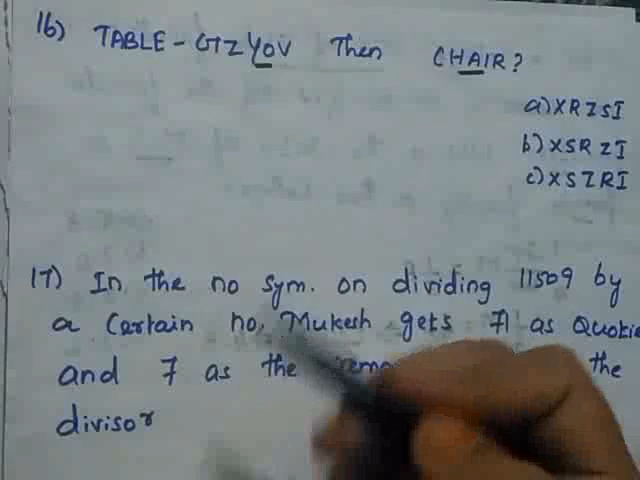 16) TABLE - GTZYOV Then CHAIR?
a) XRZSI
b) XSRZI
c) XSZRI
17) In the no sym. on dividing 11509 by
a Certain no. Mukesh gets 71 as Quotie
and 7 as the the
divisor